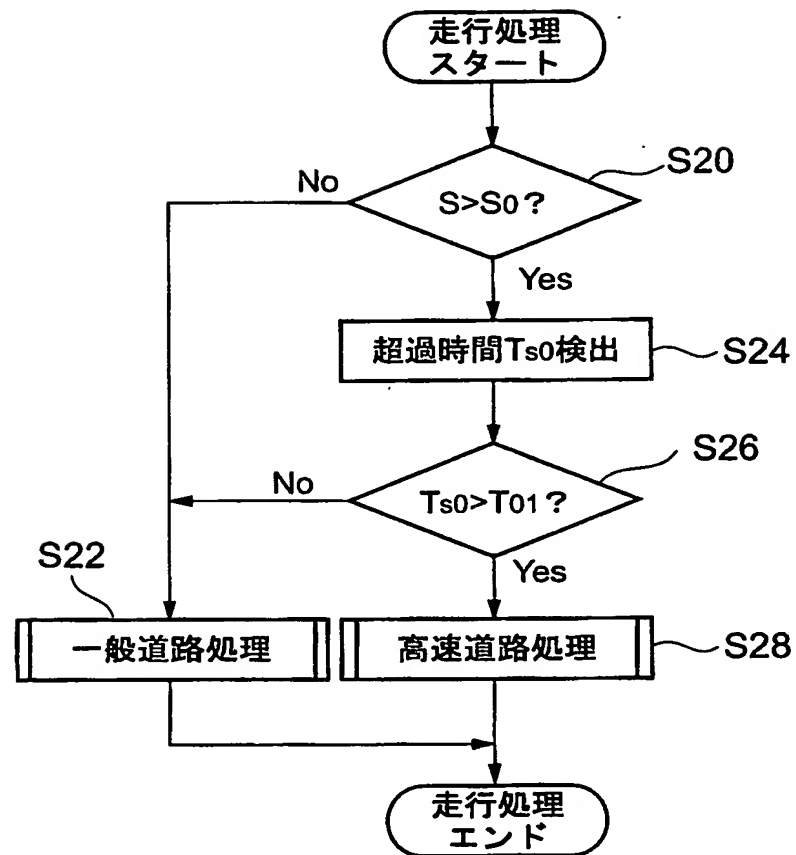 走行処理
スタート
S20
No
S>S0?
Yes
超過時間Ts0検出
S24
S26
No
Ts0>T01?
S22
Yes
一般道路処理
高速道路処理
S28
走行処理
エンド